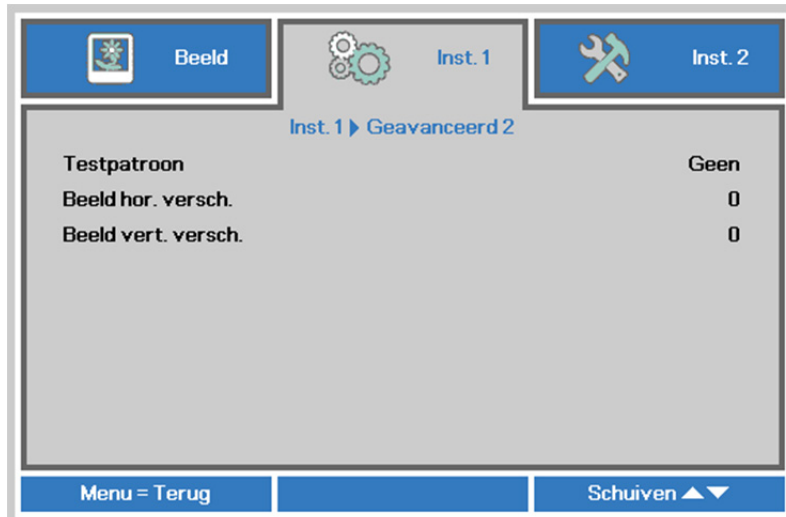 Beeld
Inst. 1
Inst. 2
Inst. 1 Geavanceerd 2
Testpatroon Geen
Beeld hor. versch. 0
Beeld vert. versch. 0
Menu = Terug
Schuiven